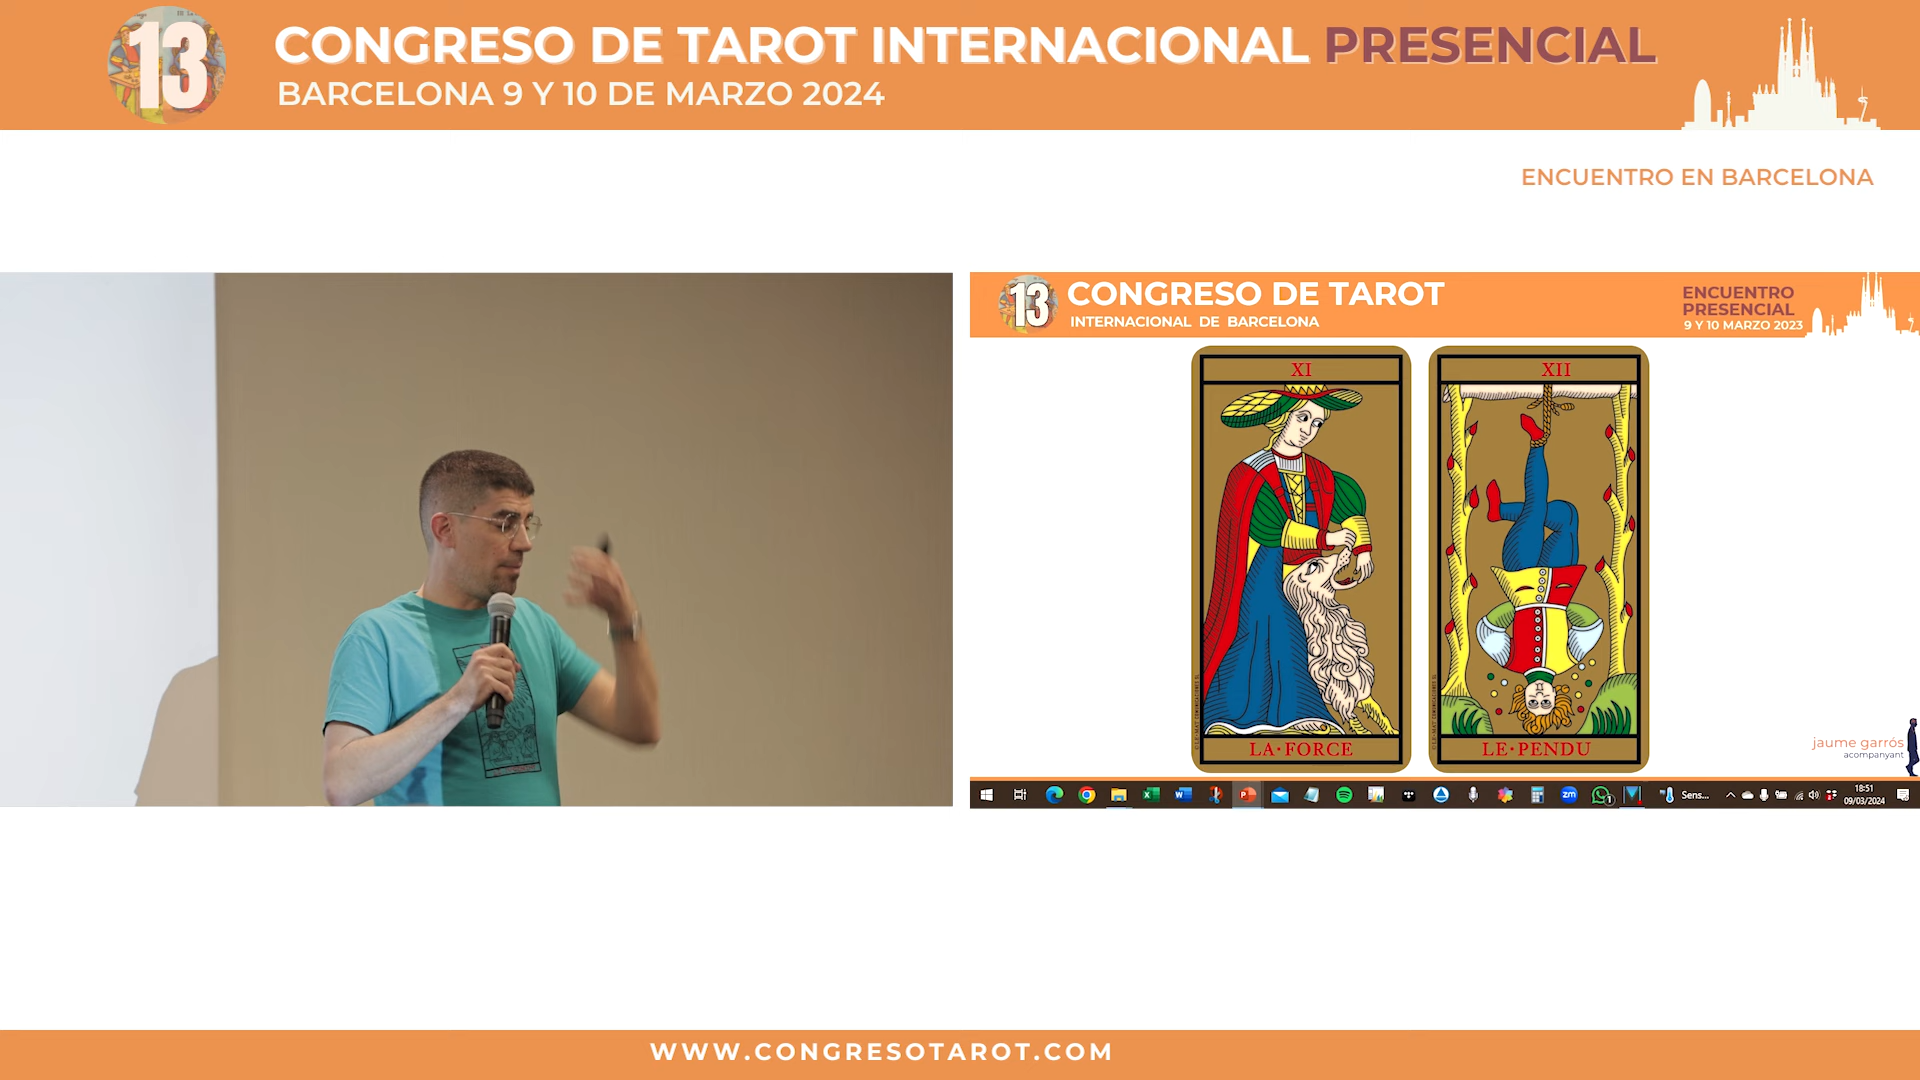 13
CONGRESO DE TAROT INTERNACIONAL PRESENCIAL
BARCELONA 9 Y 10 DE MARZO 2024
ENCUENTRO EN BARCELONA
13
CONGRESO DE TAROT
INTERNACIONAL DE BARCELONA
ENCUENTRO
PRESENCIAL
9 Y 10 MARZO 2023
XI
XII
LA·FORCE
LE·PENDU
jaume garrós
acompanyant
zm
1
Sens...
18:51
09/03/2024
WWW.CONGRESOTAROT.COM